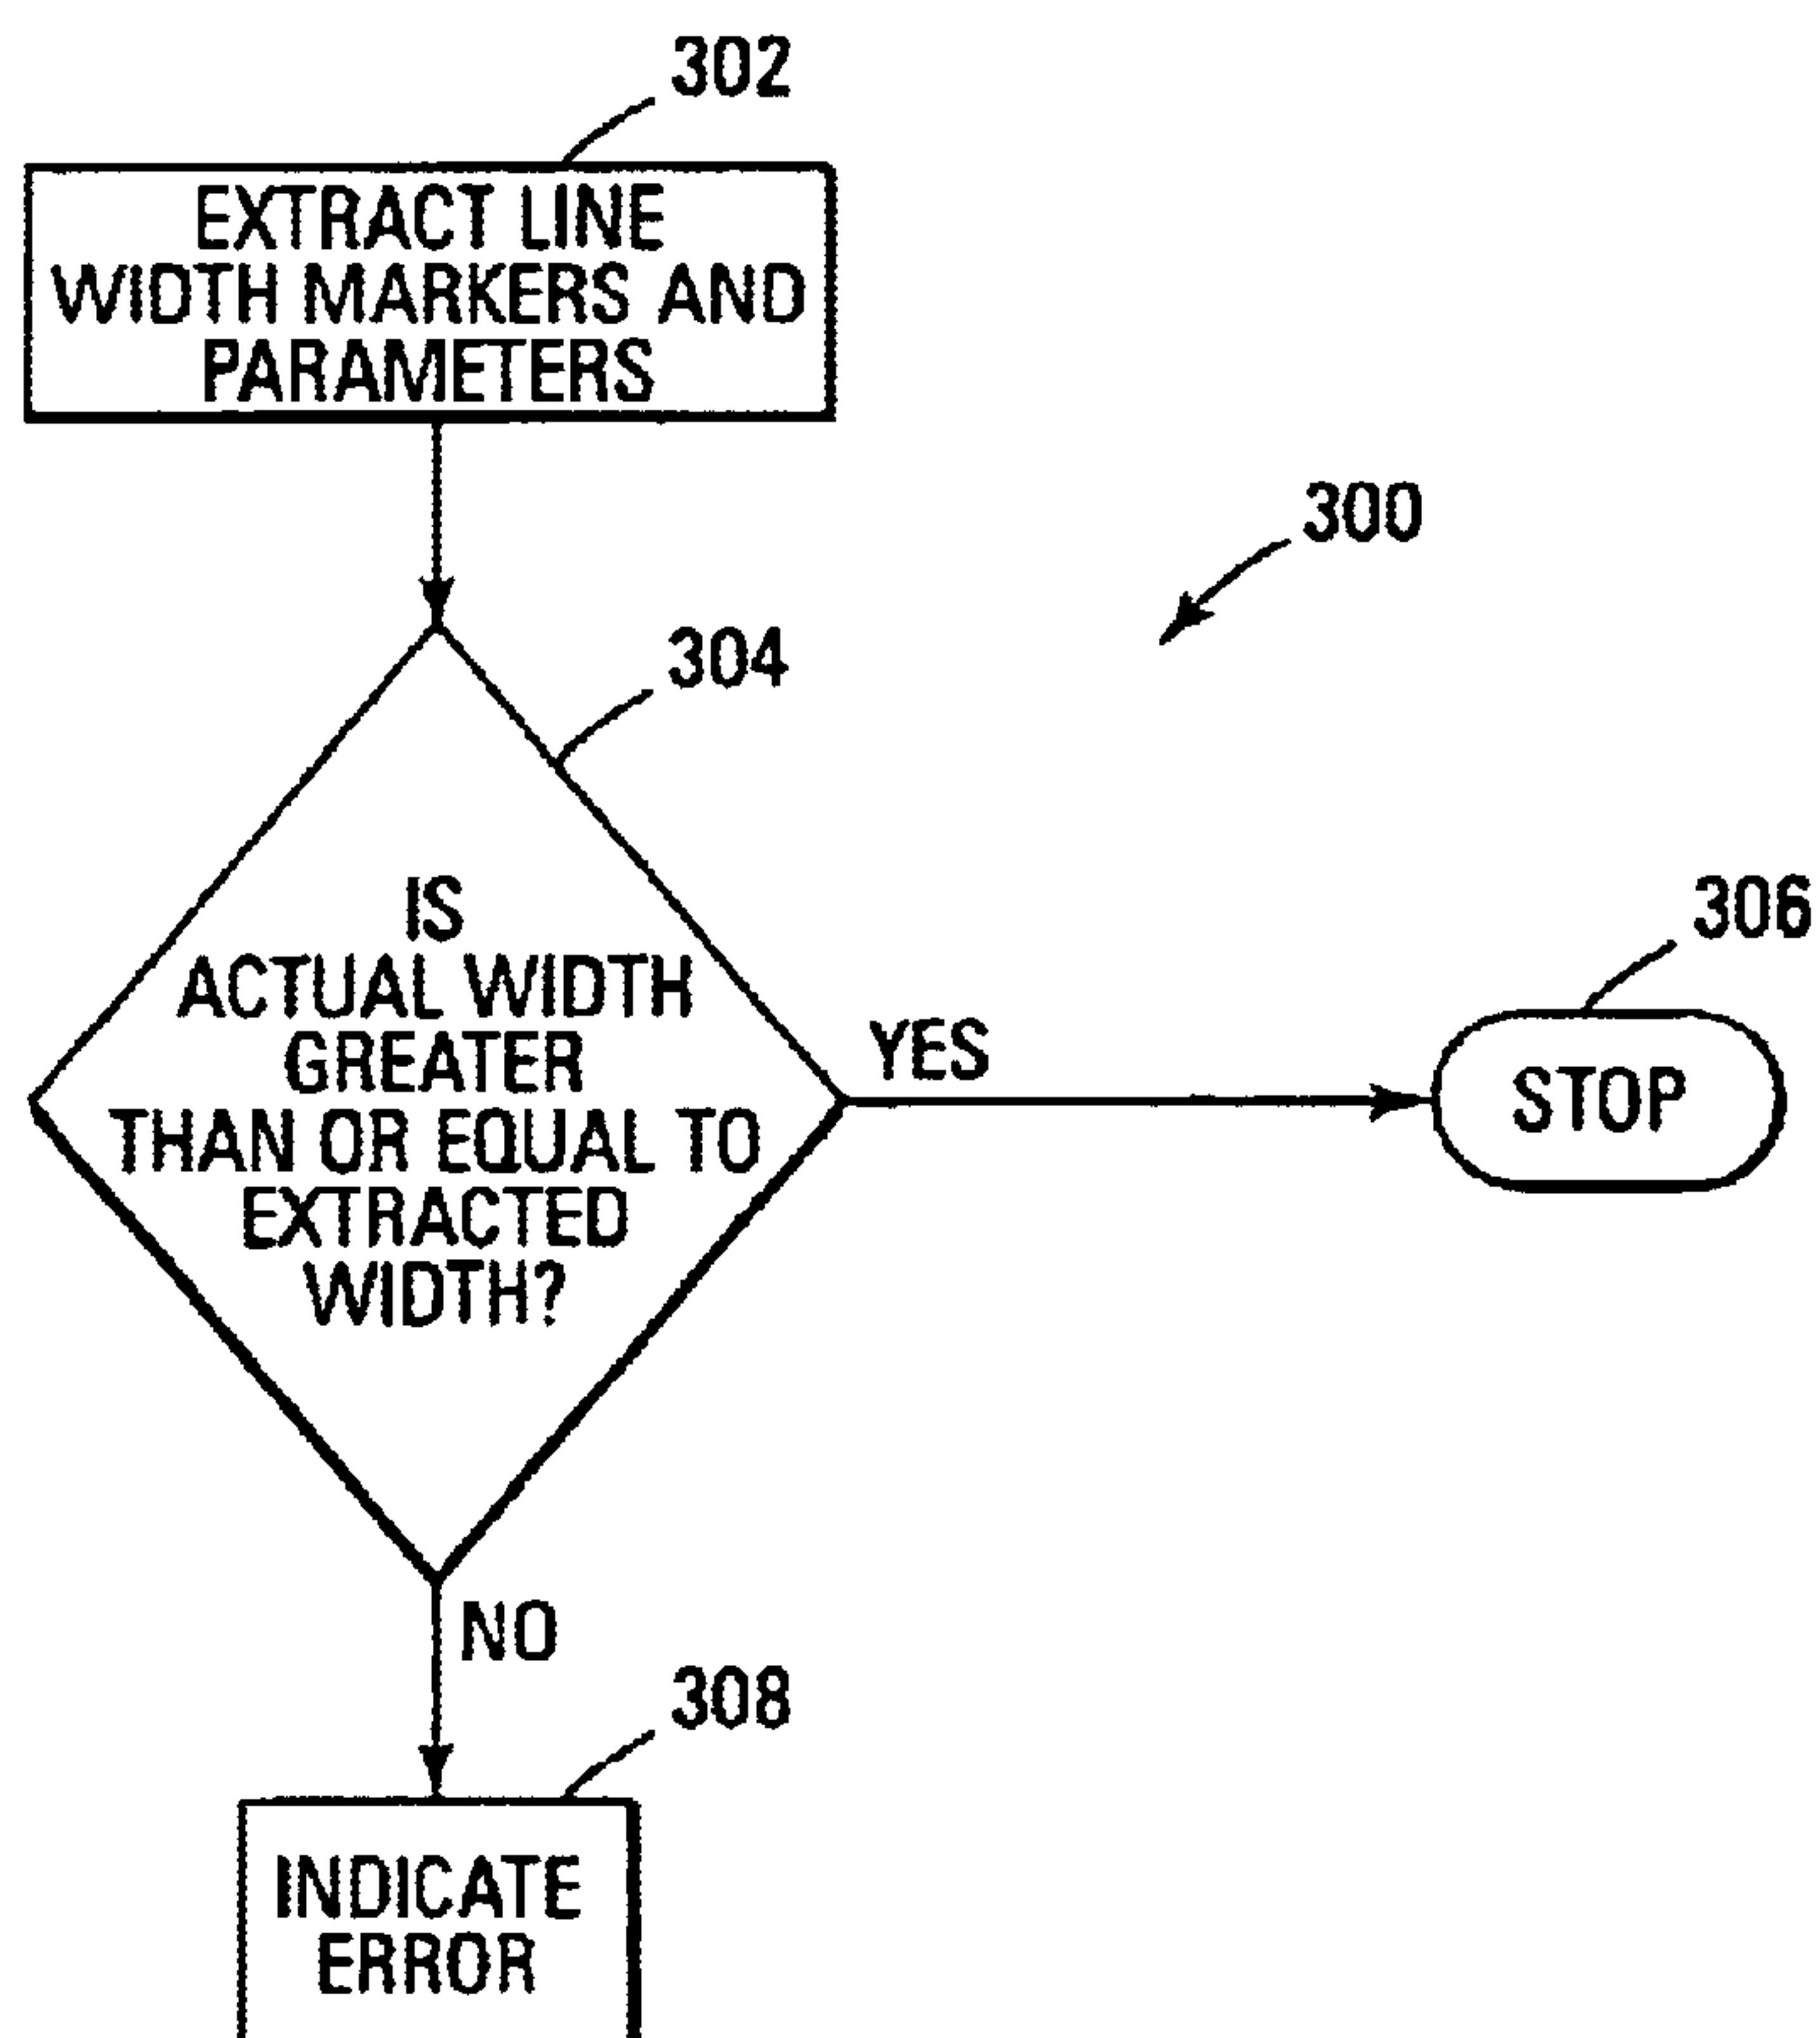 302
EXTRACT LINE
WIDTH MARKERS AND
PARAMETERS
300
304
IS
ACTUAL WIDTH
GREATER
THAN OR EQUAL TO
EXTRACTED
WIDTH?
YES
306
STOP
NO
308
INDICATE
ERROR